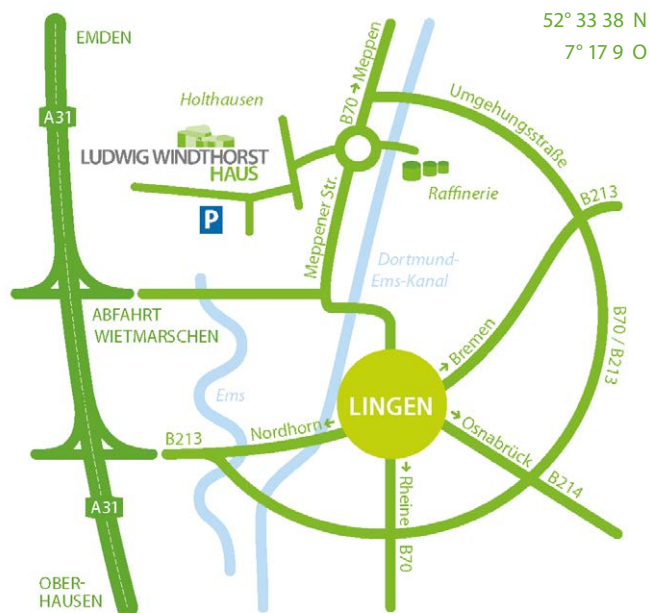 52° 33 38 N
7° 17 9 O
EMDEN
A31
Holthausen
LUDWIG WINDTHORST
HAUS
P
B70 → Meppen
Umgehungsstraße
Raffinerie
B213
Meppener Str.
Dortmund-
Ems-Kanal
ABFAHRT
WIETMARSCHEN
B70 / B213
→ Bremen
Ems
LINGEN
B213
Nordhorn ←
→ Osnabrück
B214
→ Rheine
B70
A31
OBER-
HAUSEN